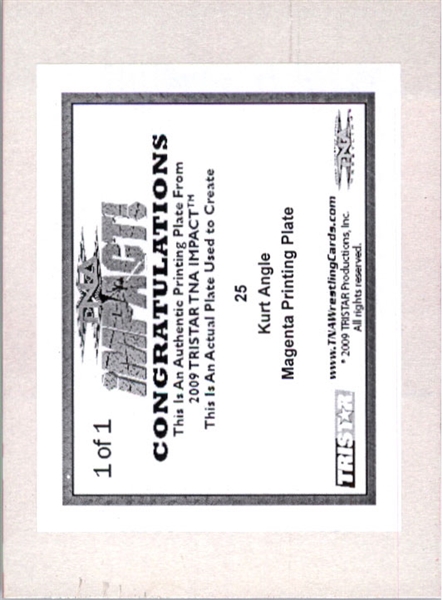 1 of 1
TNA
iMPACT!
CONGRATULATIONS
This Is An Authentic Printing Plate From
2009 TRISTAR TNA IMPACT™
This Is An Actual Plate Used to Create
25
Kurt Angle
Magenta Printing Plate
TRISTAR
www.TNAWrestlingCards.com
* 2009 TRISTAR Productions, Inc.
All rights reserved.
TNA